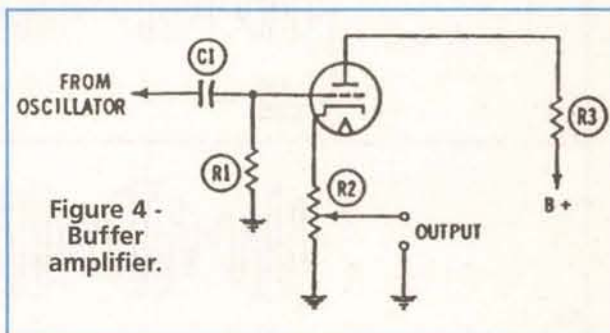 C1
FROM
OSCILLATOR
R3
R1
R2
B+
OUTPUT
Figure 4 -
Buffer
amplifier.